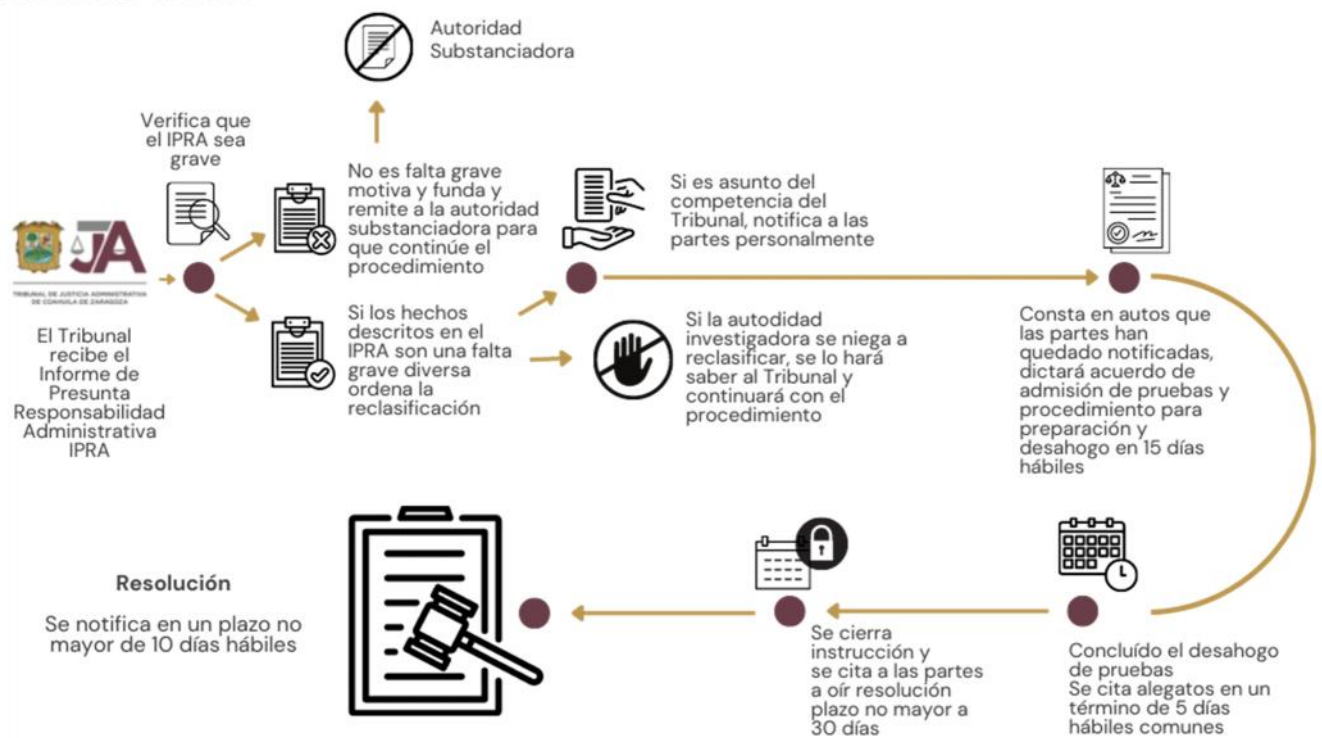 Autoridad
Substanciadora
Verifica que
el IPRA sea
grave
No es falta grave
motiva y funda y
remite a la autoridad
substanciadora para
que continúe el
procedimiento
Si es asunto del
competencia del
Tribunal, notifica a las
partes personalmente
JA
TRIBUNAL DE JUSTICIA ADMINISTRATIVA
DE COAHUILA DE ZARAGOZA
El Tribunal
recibe el
Informe de
Presunta
Responsabilidad
Administrativa
IPRA
Si los hechos
descritos en el
IPRA son una falta
grave diversa
ordena la
reclasificación
Si la autodidad
investigadora se niega a
reclasificar, se lo hará
saber al Tribunal y
continuará con el
procedimiento
Consta en autos que
las partes han
quedado notificadas,
dictará acuerdo de
admisión de pruebas y
procedimiento para
preparación y
desahogo en 15 días
hábiles
Concluído el desahogo
de pruebas
Se cita alegatos en un
término de 5 días
hábiles comunes
Se cierra
instrucción y
se cita a las partes
a oír resolución
plazo no mayor a
30 días
Resolución
Se notifica en un plazo no
mayor de 10 días hábiles